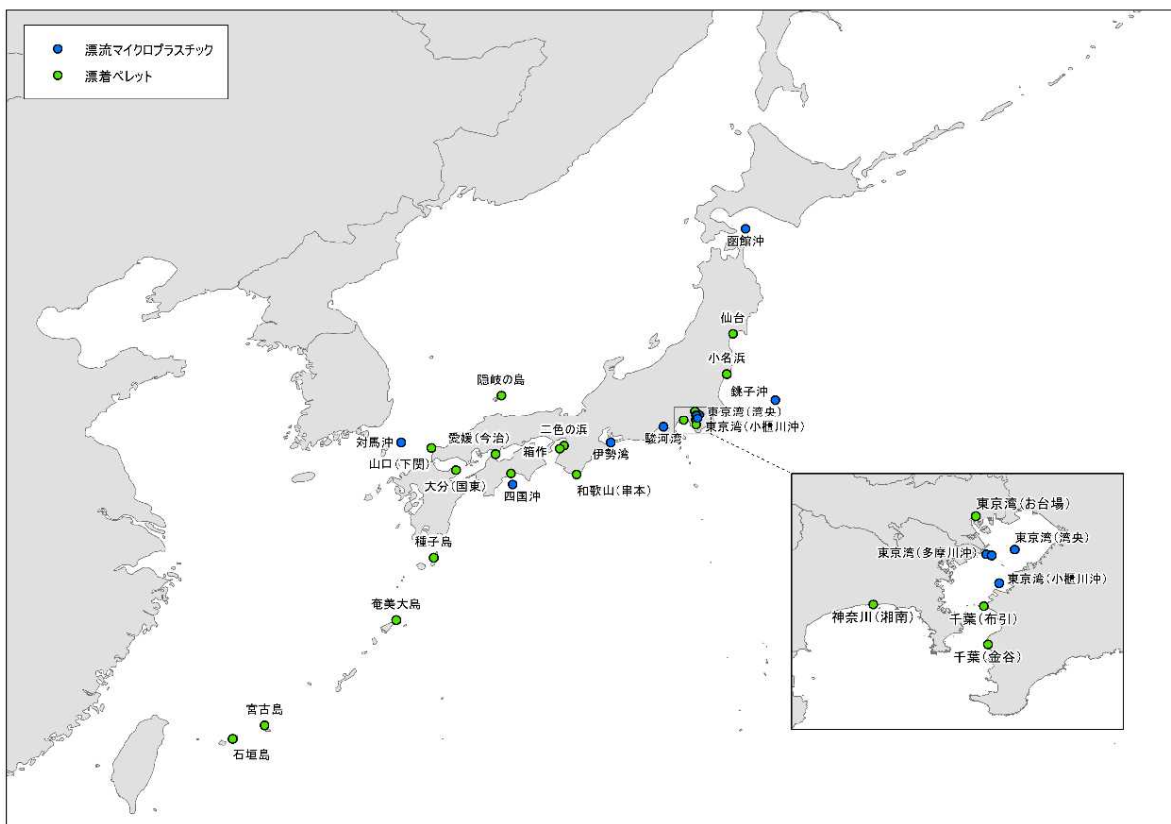 漂流マイクロプラスチック
漂着ペレット
函館沖
仙台
小名浜
銚子沖
隠岐の島
東京湾(湾央)
東京湾(小櫃川沖)
二色の浜
駿河湾
伊勢湾
対馬沖
愛媛(今治)
箱作
山口(下関)
大分(国東)
四国沖
和歌山(串本)
種子島
奄美大島
宮古島
石垣島
東京湾(お台場)
東京湾(湾央)
東京湾(多摩川沖)
東京湾(小櫃川沖)
神奈川(湘南)
千葉(布引)
千葉(金谷)